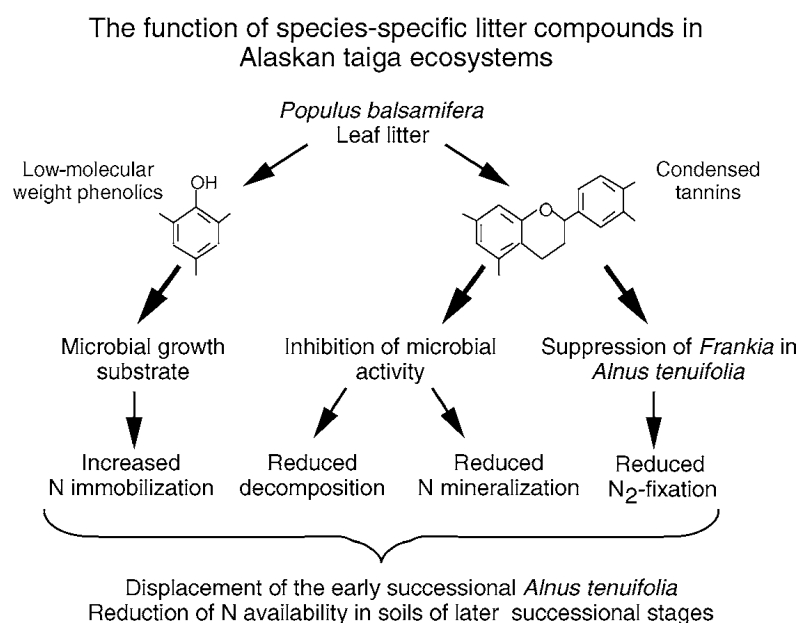 The function of species-specific litter compounds in
Alaskan taiga ecosystems
Populus balsamifera
Leaf litter
Low-molecular
weight phenolics
OH
O
Condensed
tannins
Microbial growth
substrate
Inhibition of microbial
activity
Suppression of Frankia in
Alnus tenuifolia
Increased
N immobilization
Reduced
decomposition
Reduced
N mineralization
Reduced
N2-fixation
Displacement of the early successional Alnus tenuifolia
Reduction of N availability in soils of later successional stages